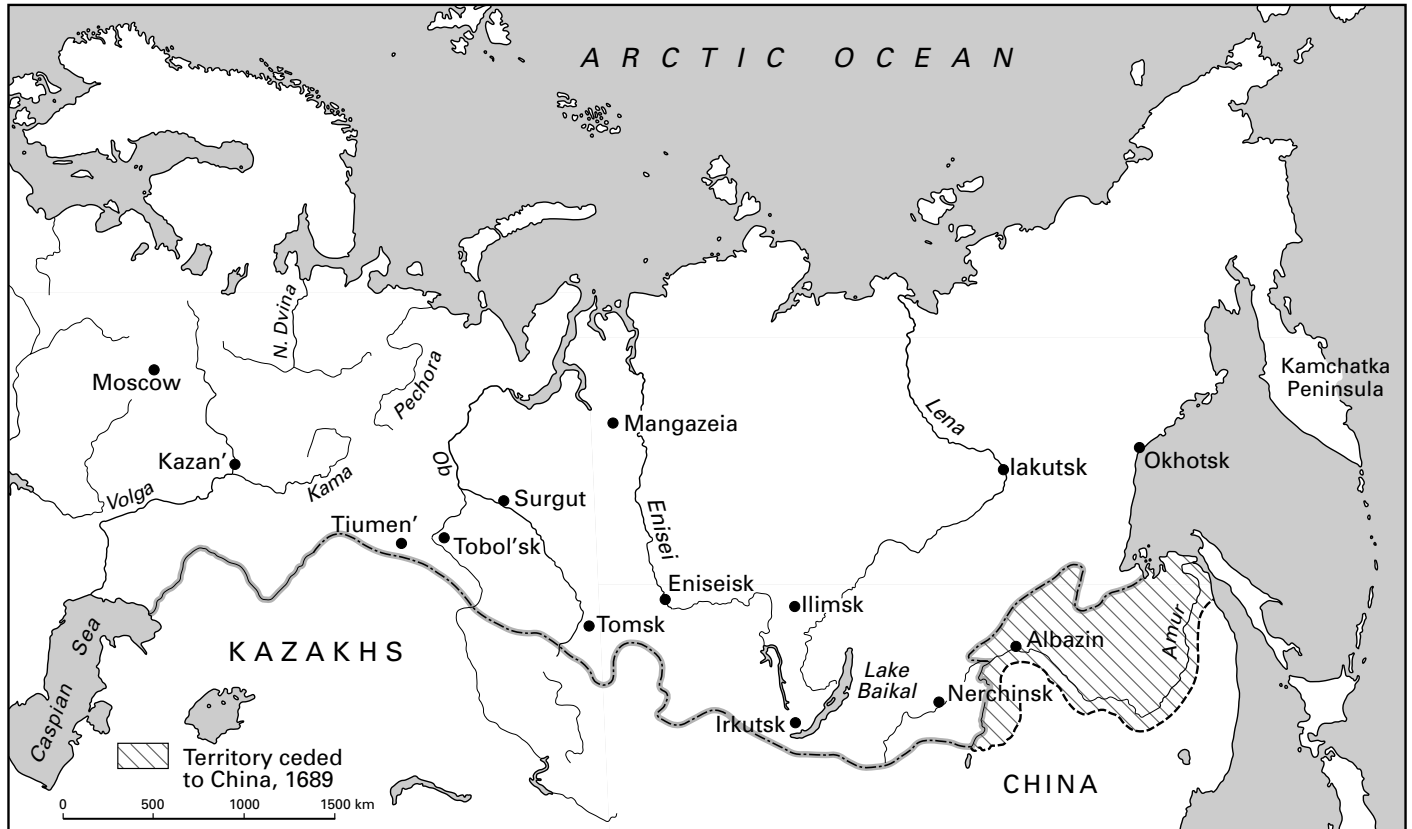 ARCTIC OCEAN
N. Dvina
Moscow
Pechora
Kamchatka
Peninsula
Mangazeia
Lena
Kazan'
Ob
Iakutsk
Okhotsk
Volga
Kama
Surgut
Enisei
Tiumen'
Tobol'sk
Eniseisk
Ilimsk
Tomsk
Caspian Sea
KAZAKHS
Albazin
Amur
Lake
Baikal
Nerchinsk
Irkutsk
CHINA
Territory ceded
to China, 1689
0 500 1000 1500 km